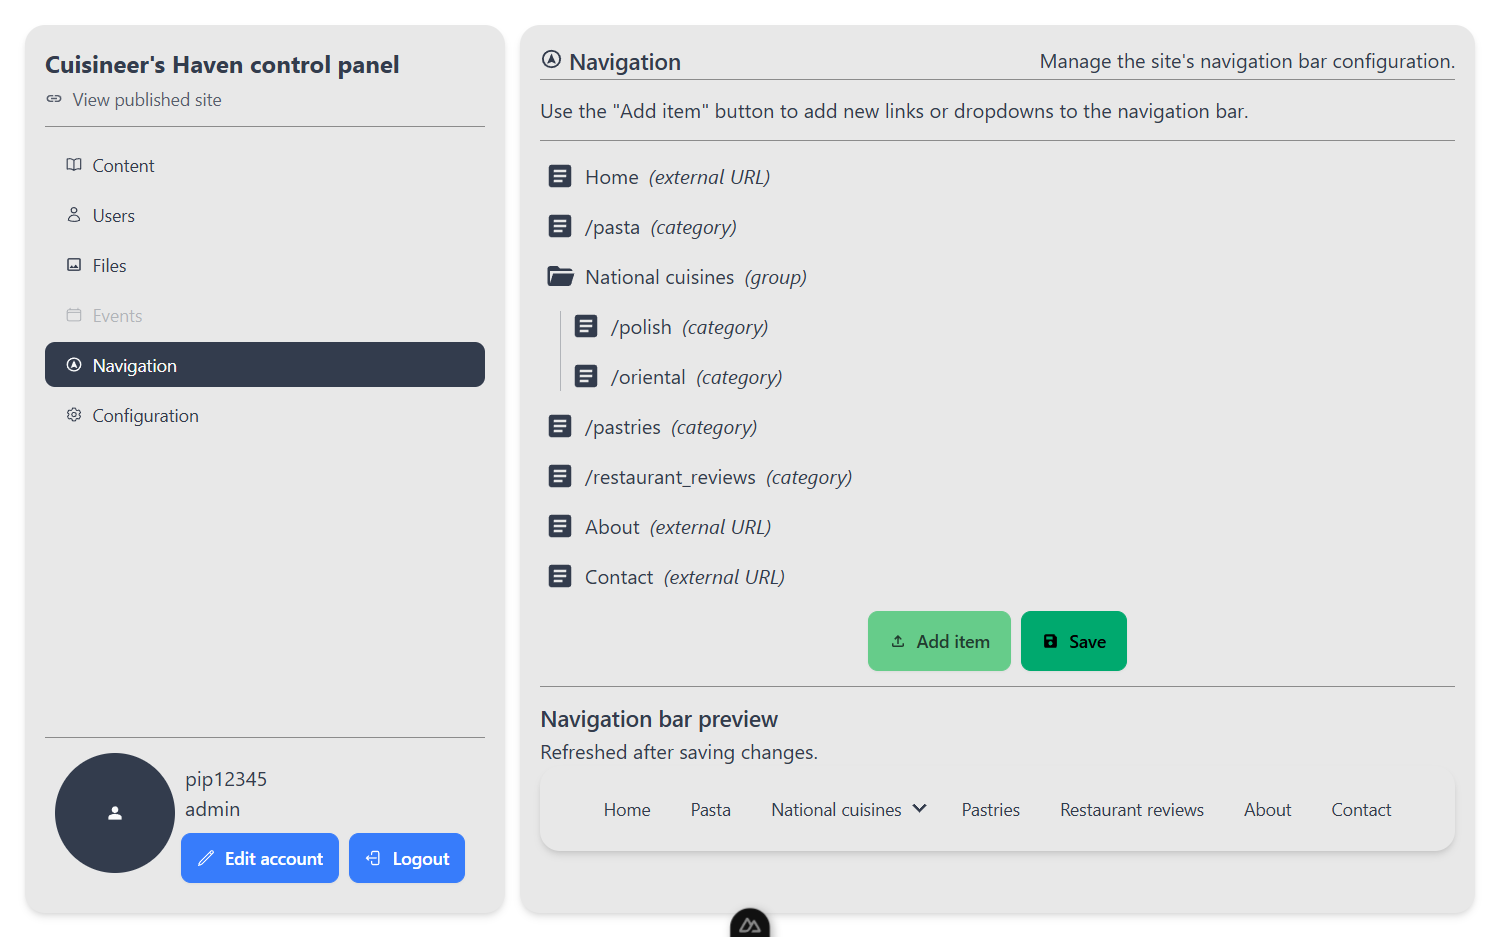 Cuisineer's Haven control panel
View published site
Content
Users
Files
Events
Navigation
Configuration
pip12345
admin
Edit account
Logout
Navigation
Manage the site's navigation bar configuration.
Use the "Add item" button to add new links or dropdowns to the navigation bar.
Home (external URL)
/pasta (category)
National cuisines (group)
/polish (category)
/oriental (category)
/pastries (category)
/restaurant_reviews (category)
About (external URL)
Contact (external URL)
Add item
Save
Navigation bar preview
Refreshed after saving changes.
Home Pasta National cuisines Pastries Restaurant reviews About Contact